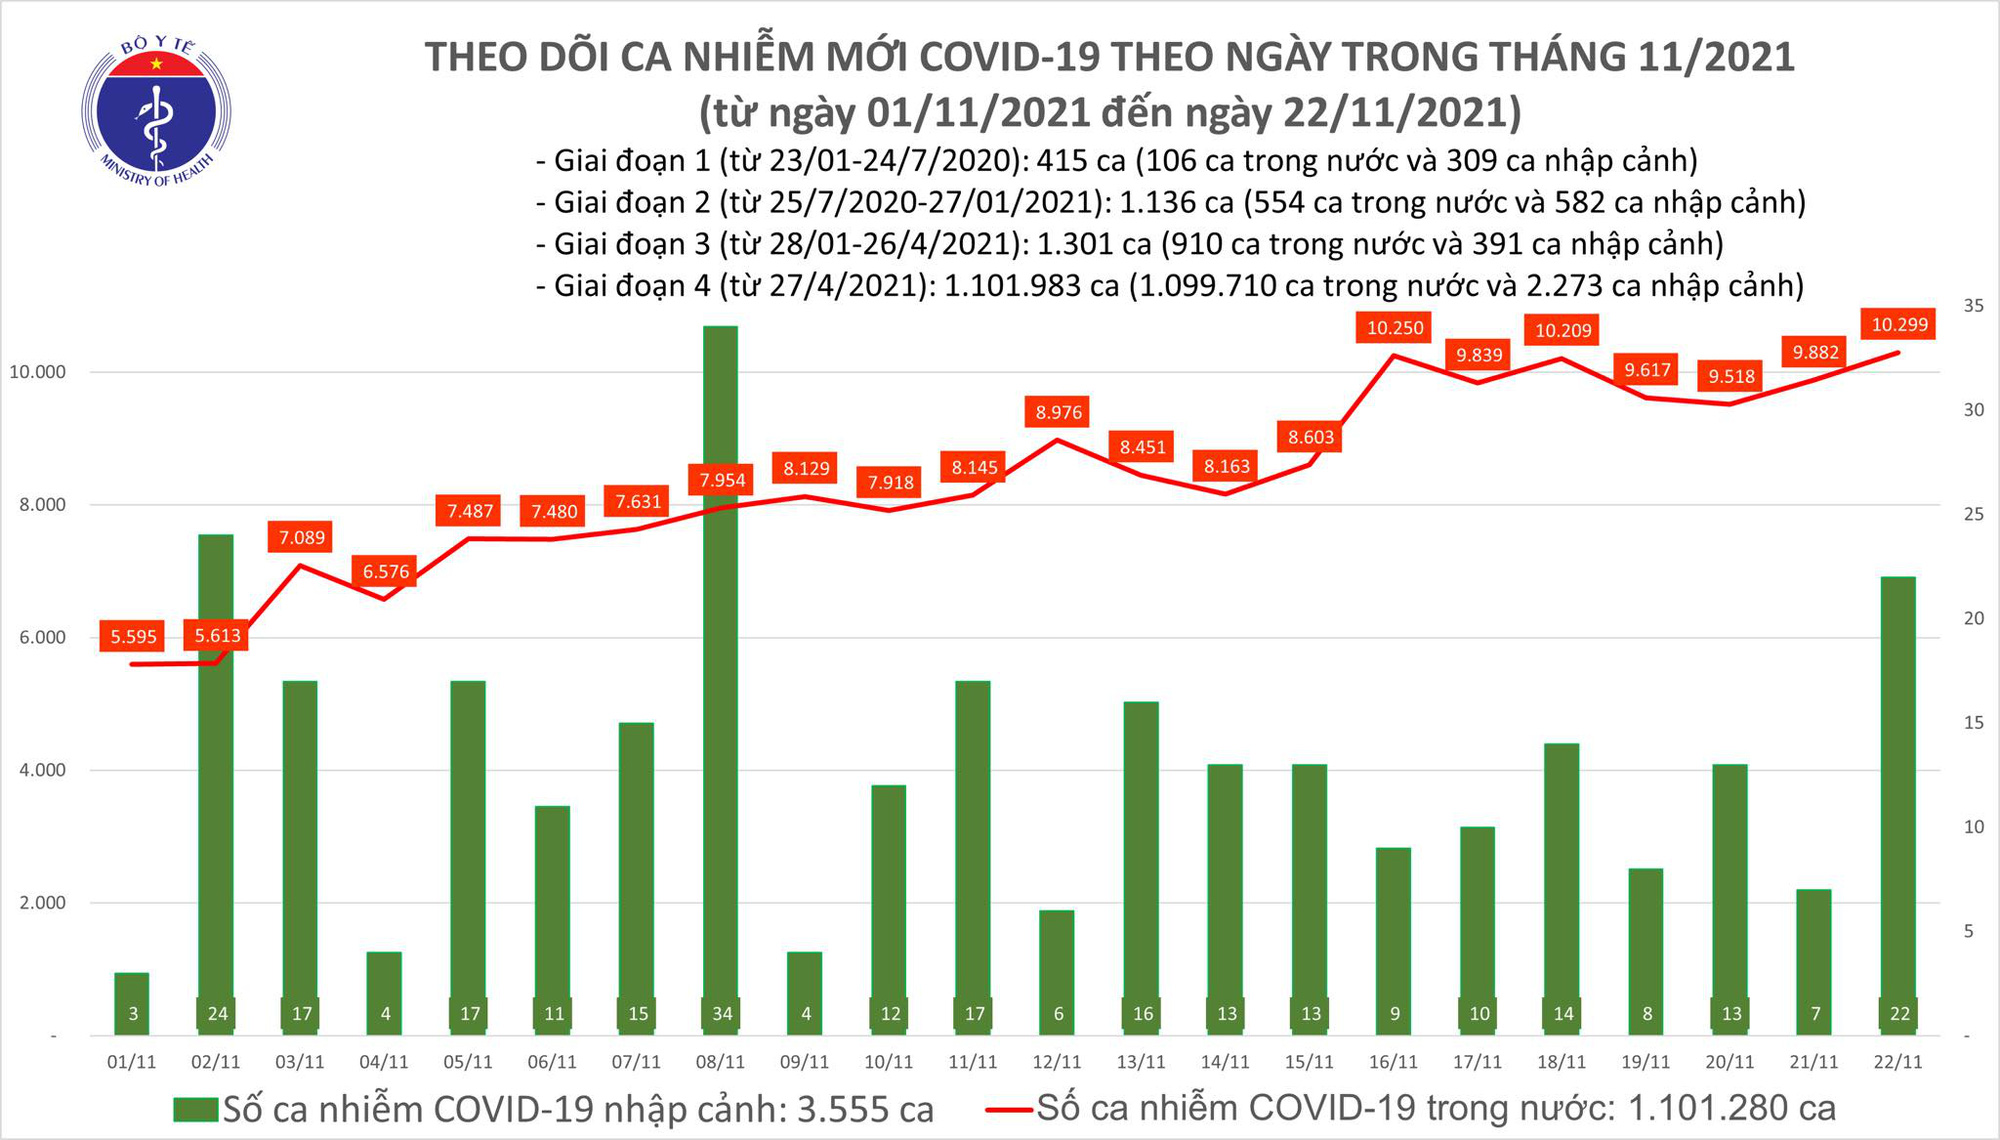 BỘ Y TẾ
MINISTRY OF HEALTH
THEO DÕI CA NHIỄM MỚI COVID-19 THEO NGÀY TRONG THÁNG 11/2021
(từ ngày 01/11/2021 đến ngày 22/11/2021)
- Giai đoạn 1 (từ 23/01-24/7/2020): 415 ca (106 ca trong nước và 309 ca nhập cảnh)
- Giai đoạn 2 (từ 25/7/2020-27/01/2021): 1.136 ca (554 ca trong nước và 582 ca nhập cảnh)
- Giai đoạn 3 (từ 28/01-26/4/2021): 1.301 ca (910 ca trong nước và 391 ca nhập cảnh)
- Giai đoạn 4 (từ 27/4/2021): 1.101.983 ca (1.099.710 ca trong nước và 2.273 ca nhập cảnh)
10.000
8.000
6.000
4.000
2.000
-
35
30
25
20
15
10
5
-
5.595 5.613 7.089 6.576 7.487 7.480 7.631 7.954 8.129 7.918 8.145 8.976 8.451 8.163 8.603 10.250 9.839 10.209 9.617 9.518 9.882 10.299
3 24 17 4 17 11 15 34 4 12 17 6 16 13 13 9 10 14 8 13 7 22
01/11 02/11 03/11 04/11 05/11 06/11 07/11 08/11 09/11 10/11 11/11 12/11 13/11 14/11 15/11 16/11 17/11 18/11 19/11 20/11 21/11 22/11
Số ca nhiễm COVID-19 nhập cảnh: 3.555 ca
Số ca nhiễm COVID-19 trong nước: 1.101.280 ca